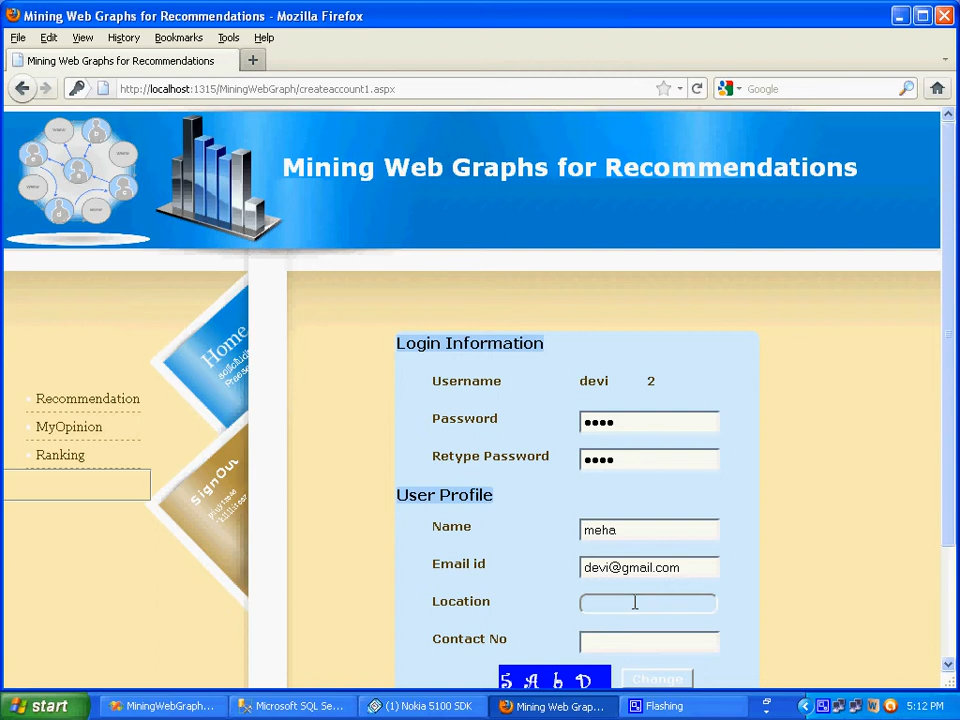 Mining Web Graphs for Recommendations - Mozilla Firefox
File Edit View History Bookmarks Tools Help
Mining Web Graphs for Recommendations
http://localhost:1315/MiningWebGraph/createaccount1.aspx
Google
Mining Web Graphs for Recommendations
Home
SignOut
Recommendation
MyOpinion
Ranking
Login Information
Username devi 2
Password ••••
Retype Password ••••
User Profile
Name meha
Email id devi@gmail.com
Location
Contact No
5 A b D Change
start MiningWebGraph... Microsoft SQL Se... (1) Nokia 5100 SDK Mining Web Grap... Flashing 5:12 PM